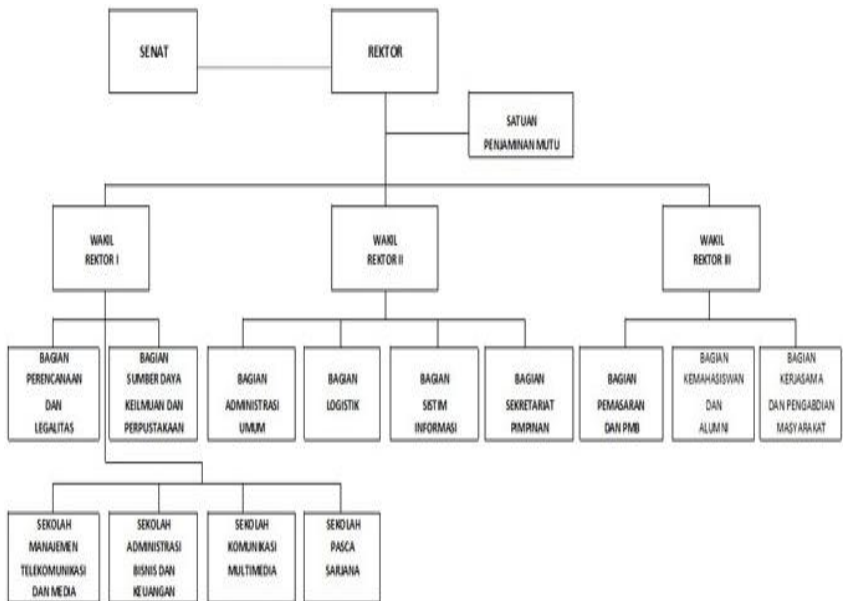 SENAT
REKTOR
SATUAN
PENJAMINAN MUTU
WAKIL
REKTOR I
WAKIL
REKTOR II
WAKIL
REKTOR III
BAGIAN
PERENCANAAN
DAN
LEGALITAS
BAGIAN
SUMBER DAYA
KEILMUAN DAN
PERPUSTAKAAN
BAGIAN
ADMINISTRASI
UMUM
BAGIAN
LOGISTIK
BAGIAN
SISTIM
INFORMASI
BAGIAN
SEKRETARIAT
PIMPINAN
BAGIAN
PEMASARAN
DAN PMB
BAGIAN
KEMAHASISWAN
DAN
ALUMNI
BAGIAN
KERJASAMA
DAN PENGABDIAN
MASYARAKAT
SEKOLAH
MANAJEMEN
TELEKOMUNIKASI
DAN MEDIA
SEKOLAH
ADMINISTRASI
BISNIS DAN
KEUANGAN
SEKOLAH
KOMUNIKASI
MULTIMEDIA
SEKOLAH
PASCA
SARJANA